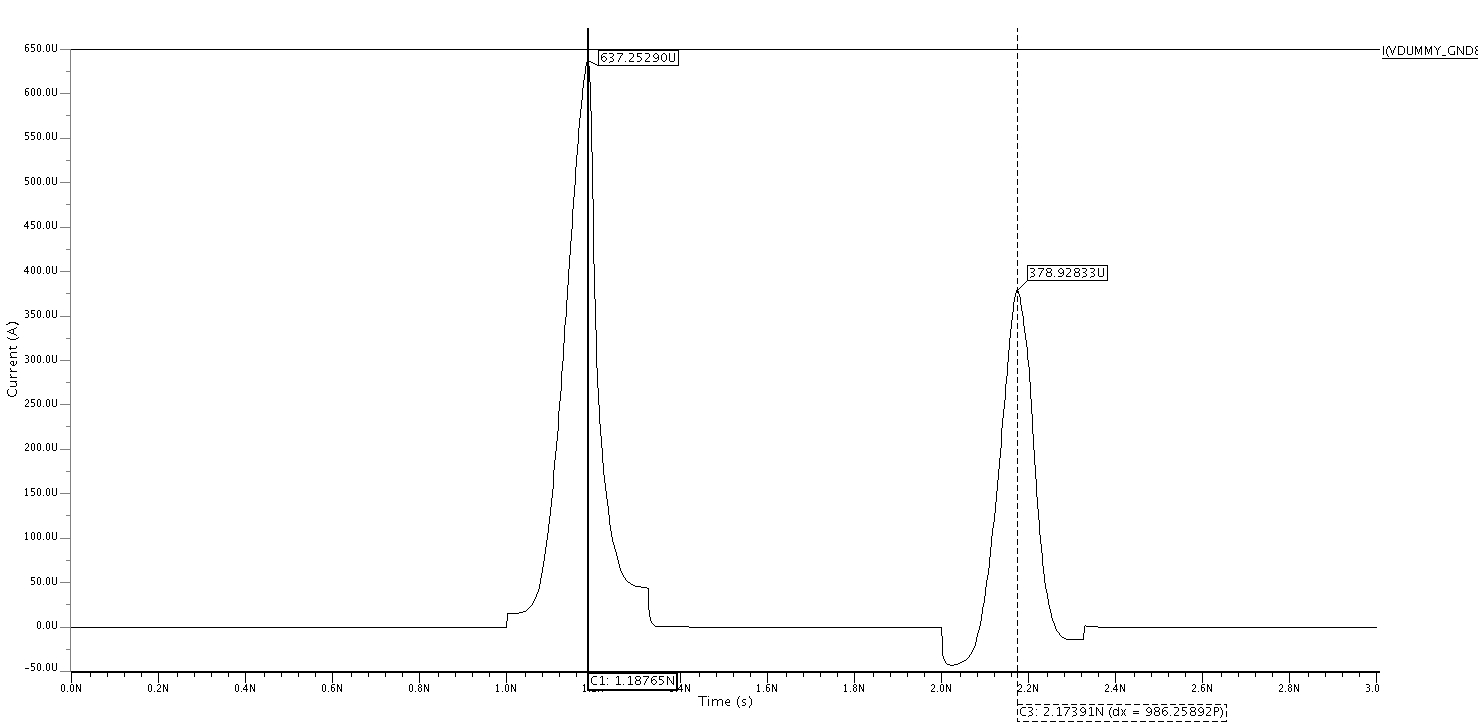 650.0U
I(VDUMMY_GND8
637.25290U
600.0U
550.0U
500.0U
450.0U
400.0U
378.92833U
350.0U
300.0U
250.0U
200.0U
150.0U
100.0U
50.0U
0.0U
-50.0U
Current (A)
0.0N 0.2N 0.4N 0.6N 0.8N 1.0N C1: 1.18765N .4N 1.6N 1.8N 2.0N 2.2N 2.4N 2.6N 2.8N 3.0
Time (s)
C3: 2.17391N (dx = 986.25892P)